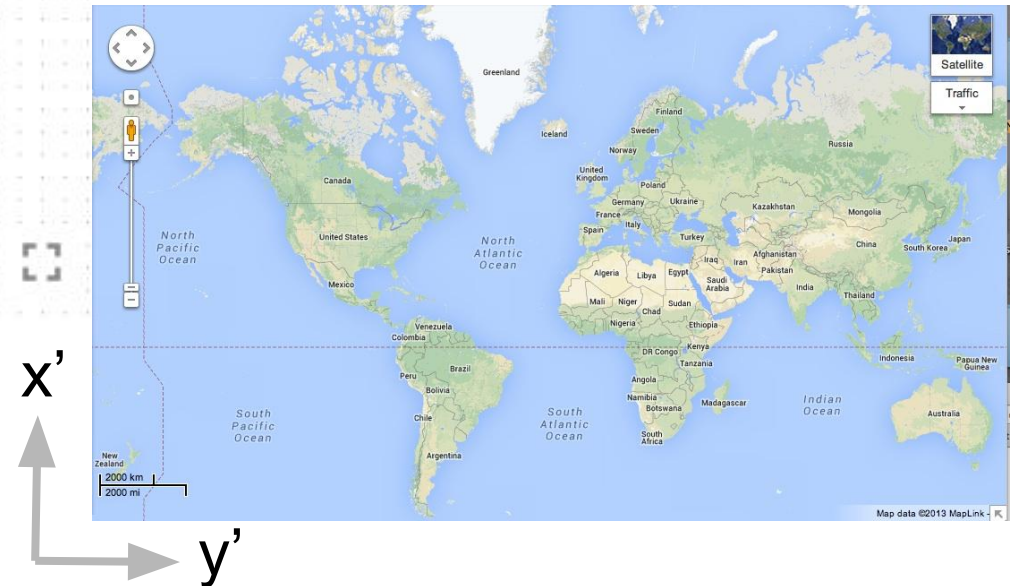 Greenland
Satellite
Traffic
Iceland
Finland
Sweden
Norway
Russia
United
Kingdom
Canada
Poland
Germany
Ukraine
Kazakhstan
Mongolia
France
Italy
Spain
Turkey
North
Pacific
Ocean
United States
North
Atlantic
Ocean
China
South Korea
Japan
Afghanistan
Iraq
Iran
Pakistan
Algeria
Libya
Egypt
Saudi
Arabia
India
Mexico
Mali
Niger
Chad
Sudan
Thailand
Nigeria
Ethiopia
Venezuela
Colombia
Kenya
DR Congo
Tanzania
Indonesia
Papua New
Guinea
Peru
Brazil
Bolivia
Angola
Namibia
Botswana
Madagascar
Indian
Ocean
Australia
x’
South
Pacific
Ocean
Chile
South
Atlantic
Ocean
South
Africa
Argentina
New
Zealand
2000 km
2000 mi
Map data ©2013 MapLink -
y’